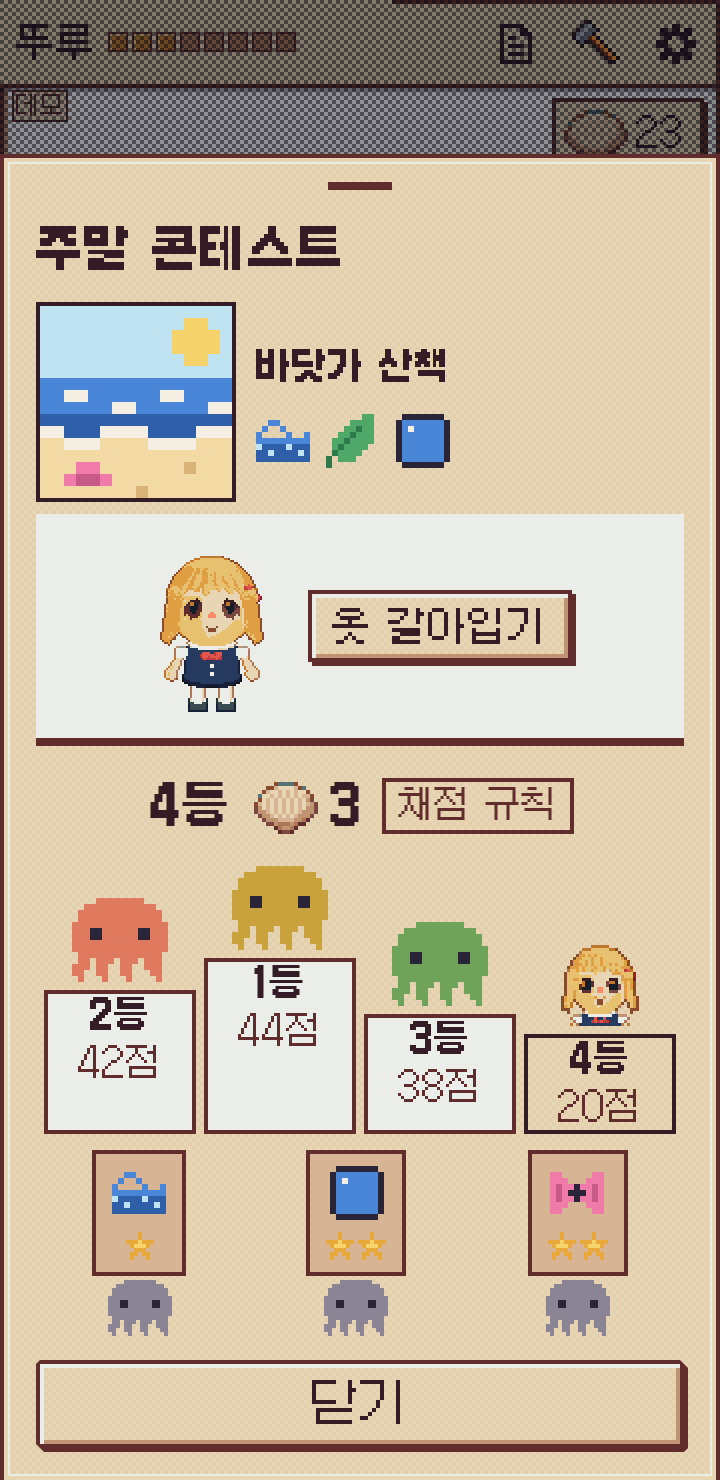 뚜루
데모
23
주말 콘테스트
바닷가 산책
옷 갈아입기
4등 3 채점 규칙
1등
44점
2등
42점
3등
38점
4등
20점
닫기